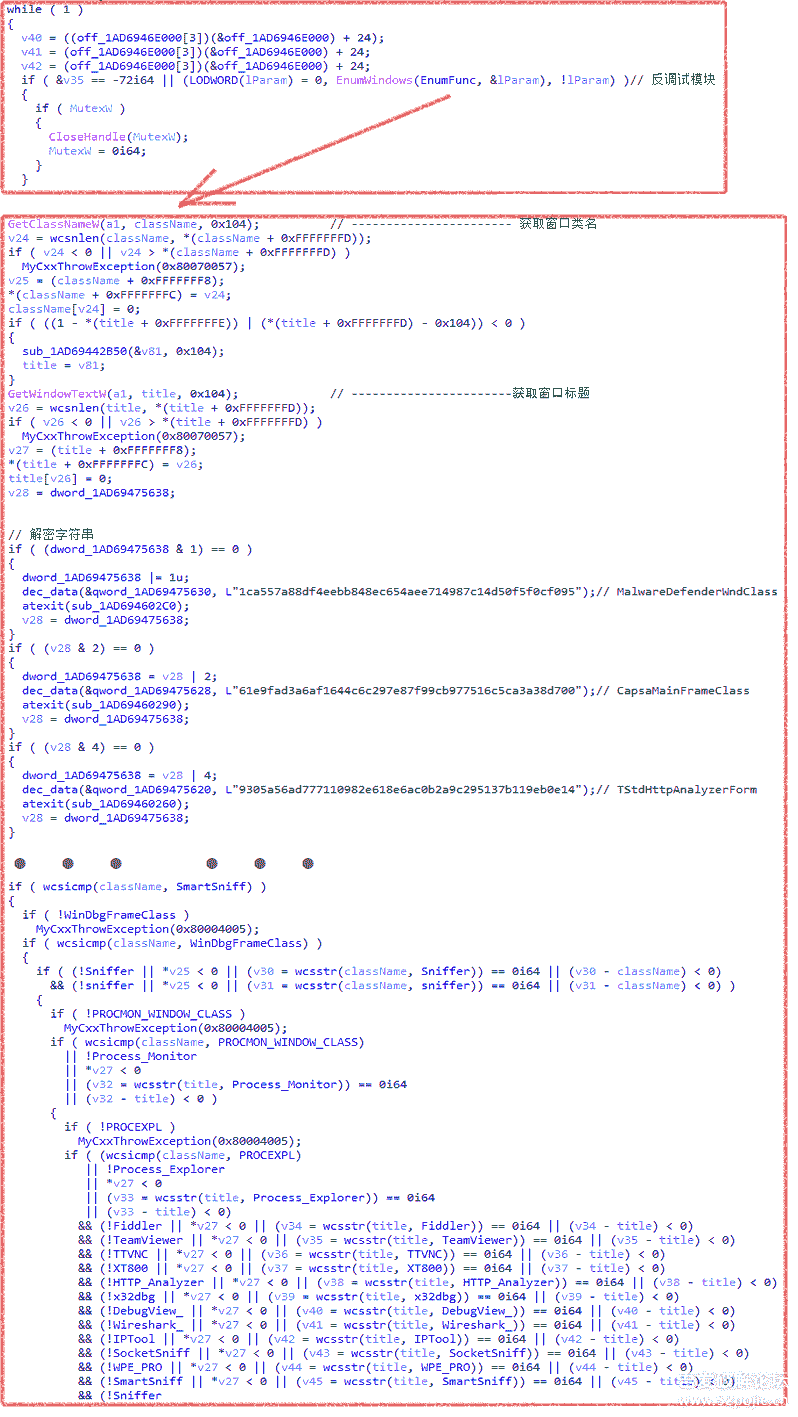 while ( 1 )
{
v40 = ((off_1AD6946E000[3])(&off_1AD6946E000) + 24);
v41 = (off_1AD6946E000[3])(&off_1AD6946E000) + 24;
v42 = (off_1AD6946E000[3])(&off_1AD6946E000) + 24;
if ( &v35 == -72i64 || (LODWORD(lParam) = 0, EnumWindows(EnumFunc, &lParam), !lParam) )// 反调试模块
{
if ( MutexW )
{
CloseHandle(MutexW);
MutexW = 0i64;
}
}
GetClassNameW(a1, className, 0x104); // ----------------------- 获取窗口类名
v24 = wcsnlen(className, *(className + 0xFFFFFFFD));
if ( v24 < 0 || v24 > *(className + 0xFFFFFFFD) )
MyCxxThrowException(0x80070057);
v25 = (className + 0xFFFFFFF8);
*(className + 0xFFFFFFFC) = v24;
className[v24] = 0;
if ( ((1 - *(title + 0xFFFFFFFE)) | (*(title + 0xFFFFFFFD) - 0x104)) < 0 )
{
sub_1AD69442B50(&v81, 0x104);
title = v81;
}
GetWindowTextW(a1, title, 0x104); // -----------------------获取窗口标题
v26 = wcsnlen(title, *(title + 0xFFFFFFFD));
if ( v26 < 0 || v26 > *(title + 0xFFFFFFFD) )
MyCxxThrowException(0x80070057);
v27 = (title + 0xFFFFFFF8);
*(title + 0xFFFFFFFC) = v26;
title[v26] = 0;
v28 = dword_1AD69475638;
// 解密字符串
if ( (dword_1AD69475638 & 1) == 0 )
{
dword_1AD69475638 |= 1u;
dec_data(&qword_1AD69475630, L"1ca557a88df4eebb848ec654aee714987c14d50f5f0cf095");// MalwareDefenderWndClass
atexit(sub_1AD694602C0);
v28 = dword_1AD69475638;
}
if ( (v28 & 2) == 0 )
{
dword_1AD69475638 = v28 | 2;
dec_data(&qword_1AD69475628, L"61e9fad3a6af1644c6c297e87f99cb977516c5ca3a38d700");// CapsaMainFrameClass
atexit(sub_1AD69460290);
v28 = dword_1AD69475638;
}
if ( (v28 & 4) == 0 )
{
dword_1AD69475638 = v28 | 4;
dec_data(&qword_1AD69475620, L"9305a56ad777110982e618e6ac0b2a9c295137b119eb0e14");// TStdHttpAnalyzerForm
atexit(sub_1AD69460260);
v28 = dword_1AD69475638;
}
if ( wcsicmp(className, SmartSniff) )
{
if ( !WinDbgFrameClass )
MyCxxThrowException(0x80004005);
if ( wcsicmp(className, WinDbgFrameClass) )
{
if ( (!Sniffer || *v25 < 0 || (v30 = wcsstr(className, Sniffer)) == 0i64 || (v30 - className) < 0)
&& (!sniffer || *v25 < 0 || (v31 = wcsstr(className, sniffer)) == 0i64 || (v31 - className) < 0) )
{
if ( !PROCMON_WINDOW_CLASS )
MyCxxThrowException(0x80004005);
if ( wcsicmp(className, PROCMON_WINDOW_CLASS)
|| !Process_Monitor
|| *v27 < 0
|| (v32 = wcsstr(title, Process_Monitor)) == 0i64
|| (v32 - title) < 0 )
{
if ( !PROCEXPL )
MyCxxThrowException(0x80004005);
if ( (wcsicmp(className, PROCEXPL)
|| !Process_Explorer
|| *v27 < 0
|| (v33 = wcsstr(title, Process_Explorer)) == 0i64
|| (v33 - title) < 0)
&& (!Fiddler || *v27 < 0 || (v34 = wcsstr(title, Fiddler)) == 0i64 || (v34 - title) < 0)
&& (!TeamViewer || *v27 < 0 || (v35 = wcsstr(title, TeamViewer)) == 0i64 || (v35 - title) < 0)
&& (!TTVNC || *v27 < 0 || (v36 = wcsstr(title, TTVNC)) == 0i64 || (v36 - title) < 0)
&& (!XT800 || *v27 < 0 || (v37 = wcsstr(title, XT800)) == 0i64 || (v37 - title) < 0)
&& (!HTTP_Analyzer || *v27 < 0 || (v38 = wcsstr(title, HTTP_Analyzer)) == 0i64 || (v38 - title) < 0)
&& (!x32dbg || *v27 < 0 || (v39 = wcsstr(title, x32dbg)) == 0i64 || (v39 - title) < 0)
&& (!DebugView_ || *v27 < 0 || (v40 = wcsstr(title, DebugView_)) == 0i64 || (v40 - title) < 0)
&& (!Wireshark_ || *v27 < 0 || (v41 = wcsstr(title, Wireshark_)) == 0i64 || (v41 - title) < 0)
&& (!IPTool || *v27 < 0 || (v42 = wcsstr(title, IPTool)) == 0i64 || (v42 - title) < 0)
&& (!SocketSniff || *v27 < 0 || (v43 = wcsstr(title, SocketSniff)) == 0i64 || (v43 - title) < 0)
&& (!WPE_PRO || *v27 < 0 || (v44 = wcsstr(title, WPE_PRO)) == 0i64 || (v44 - title) < 0)
&& (!SmartSniff || *v27 < 0 || (v45 = wcsstr(title, SmartSniff)) == 0i64 || (v45 - title) < 0)
&& (!Sniffer